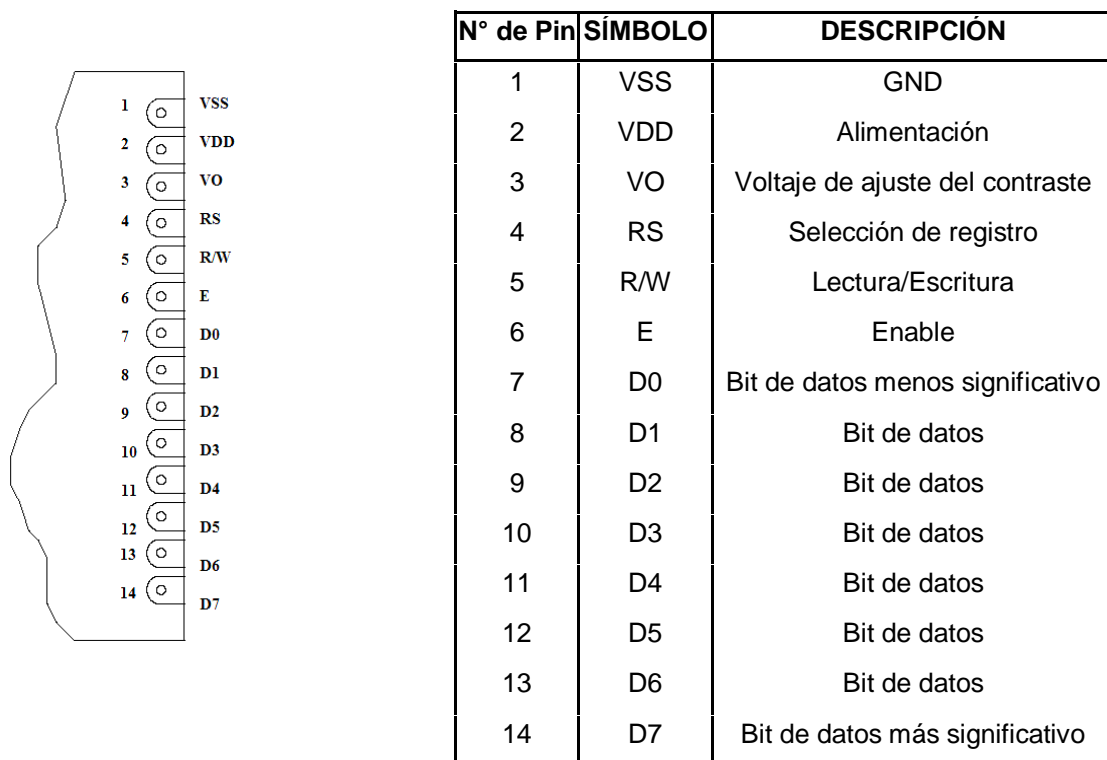 1 VSS
2 VDD
3 VO
4 RS
5 R/W
6 E
7 D0
8 D1
9 D2
10 D3
11 D4
12 D5
13 D6
14 D7
N° de Pin SÍMBOLO DESCRIPCIÓN
1 VSS GND
2 VDD Alimentación
3 VO Voltaje de ajuste del contraste
4 RS Selección de registro
5 R/W Lectura/Escritura
6 E Enable
7 D0 Bit de datos menos significativo
8 D1 Bit de datos
9 D2 Bit de datos
10 D3 Bit de datos
11 D4 Bit de datos
12 D5 Bit de datos
13 D6 Bit de datos
14 D7 Bit de datos más significativo